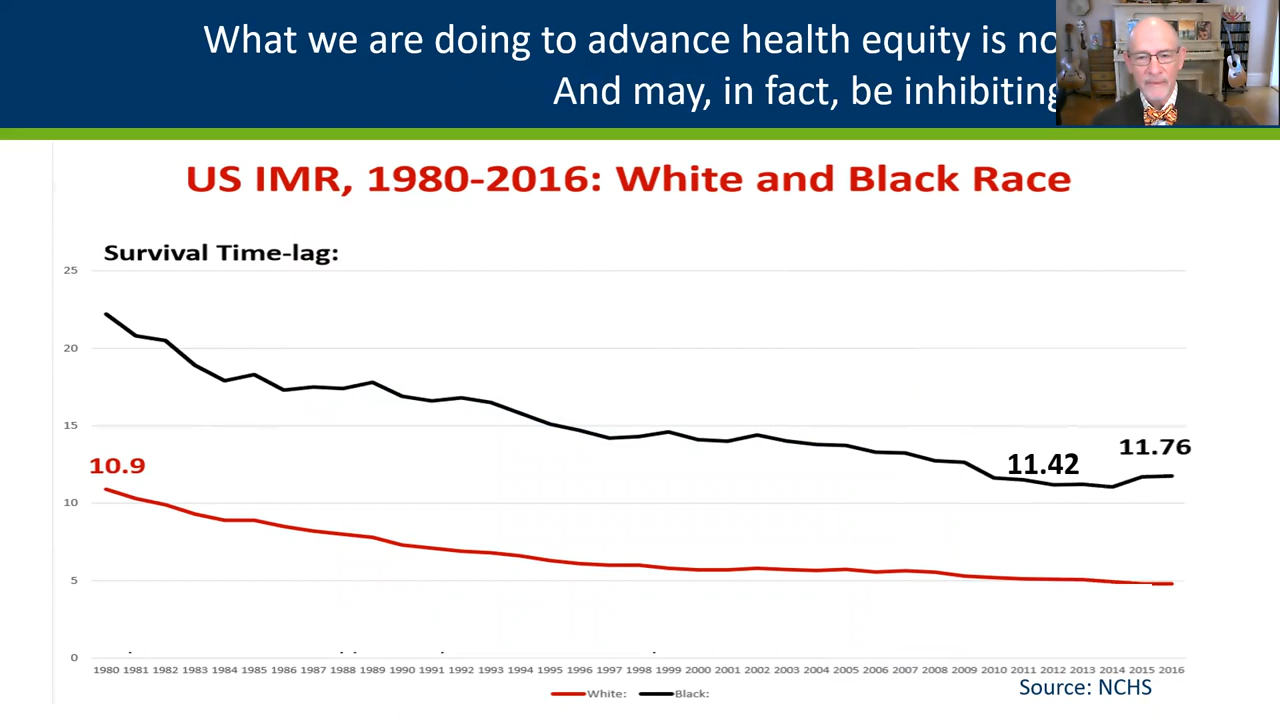 What we are doing to advance health equity is no
And may, in fact, be inhibiting
US IMR, 1980-2016: White and Black Race
Survival Time-lag:
25
20
15
10
5
0
10.9
11.42
11.76
1980 1981 1982 1983 1984 1985 1986 1987 1988 1989 1990 1991 1992 1993 1994 1995 1996 1997 1998 1999 2000 2001 2002 2003 2004 2005 2006 2007 2008 2009 2010 2011 2012 2013 2014 2015 2016
White: Black:
Source: NCHS